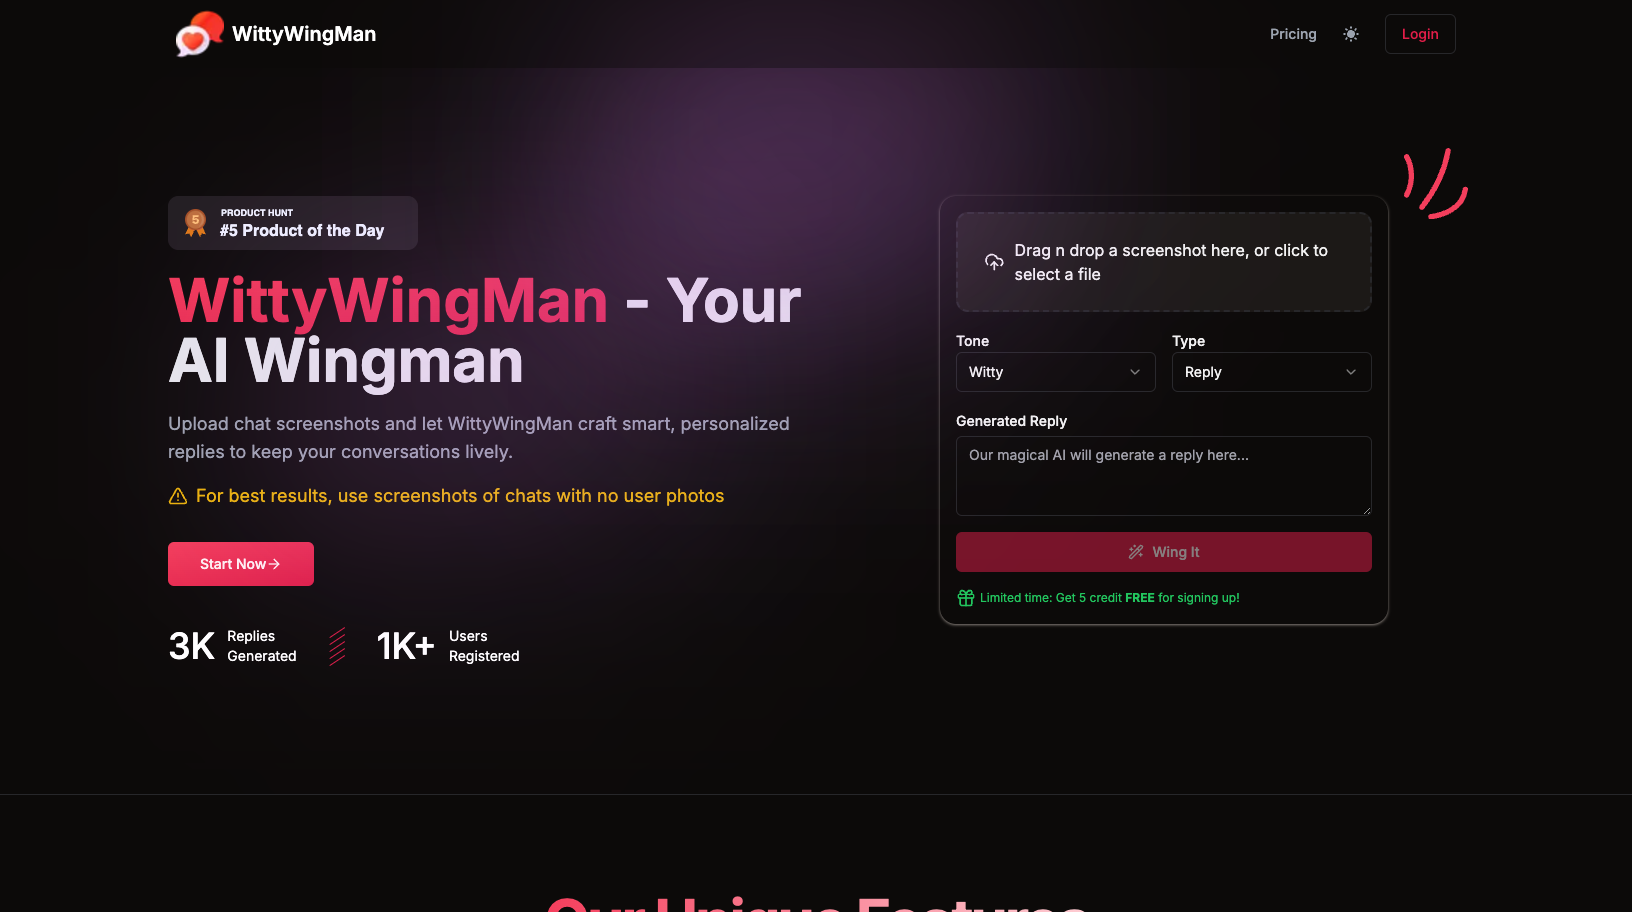 WittyWingMan
Pricing
Login
5
PRODUCT HUNT
#5 Product of the Day
WittyWingMan - Your
AI Wingman
Upload chat screenshots and let WittyWingMan craft smart, personalized
replies to keep your conversations lively.
For best results, use screenshots of chats with no user photos
Start Now
3K Replies
Generated
1K+ Users
Registered
Drag n drop a screenshot here, or click to
select a file
Tone
Type
Witty
Reply
Generated Reply
Our magical AI will generate a reply here...
Wing It
Limited time: Get 5 credit FREE for signing up!
Our Unique Features